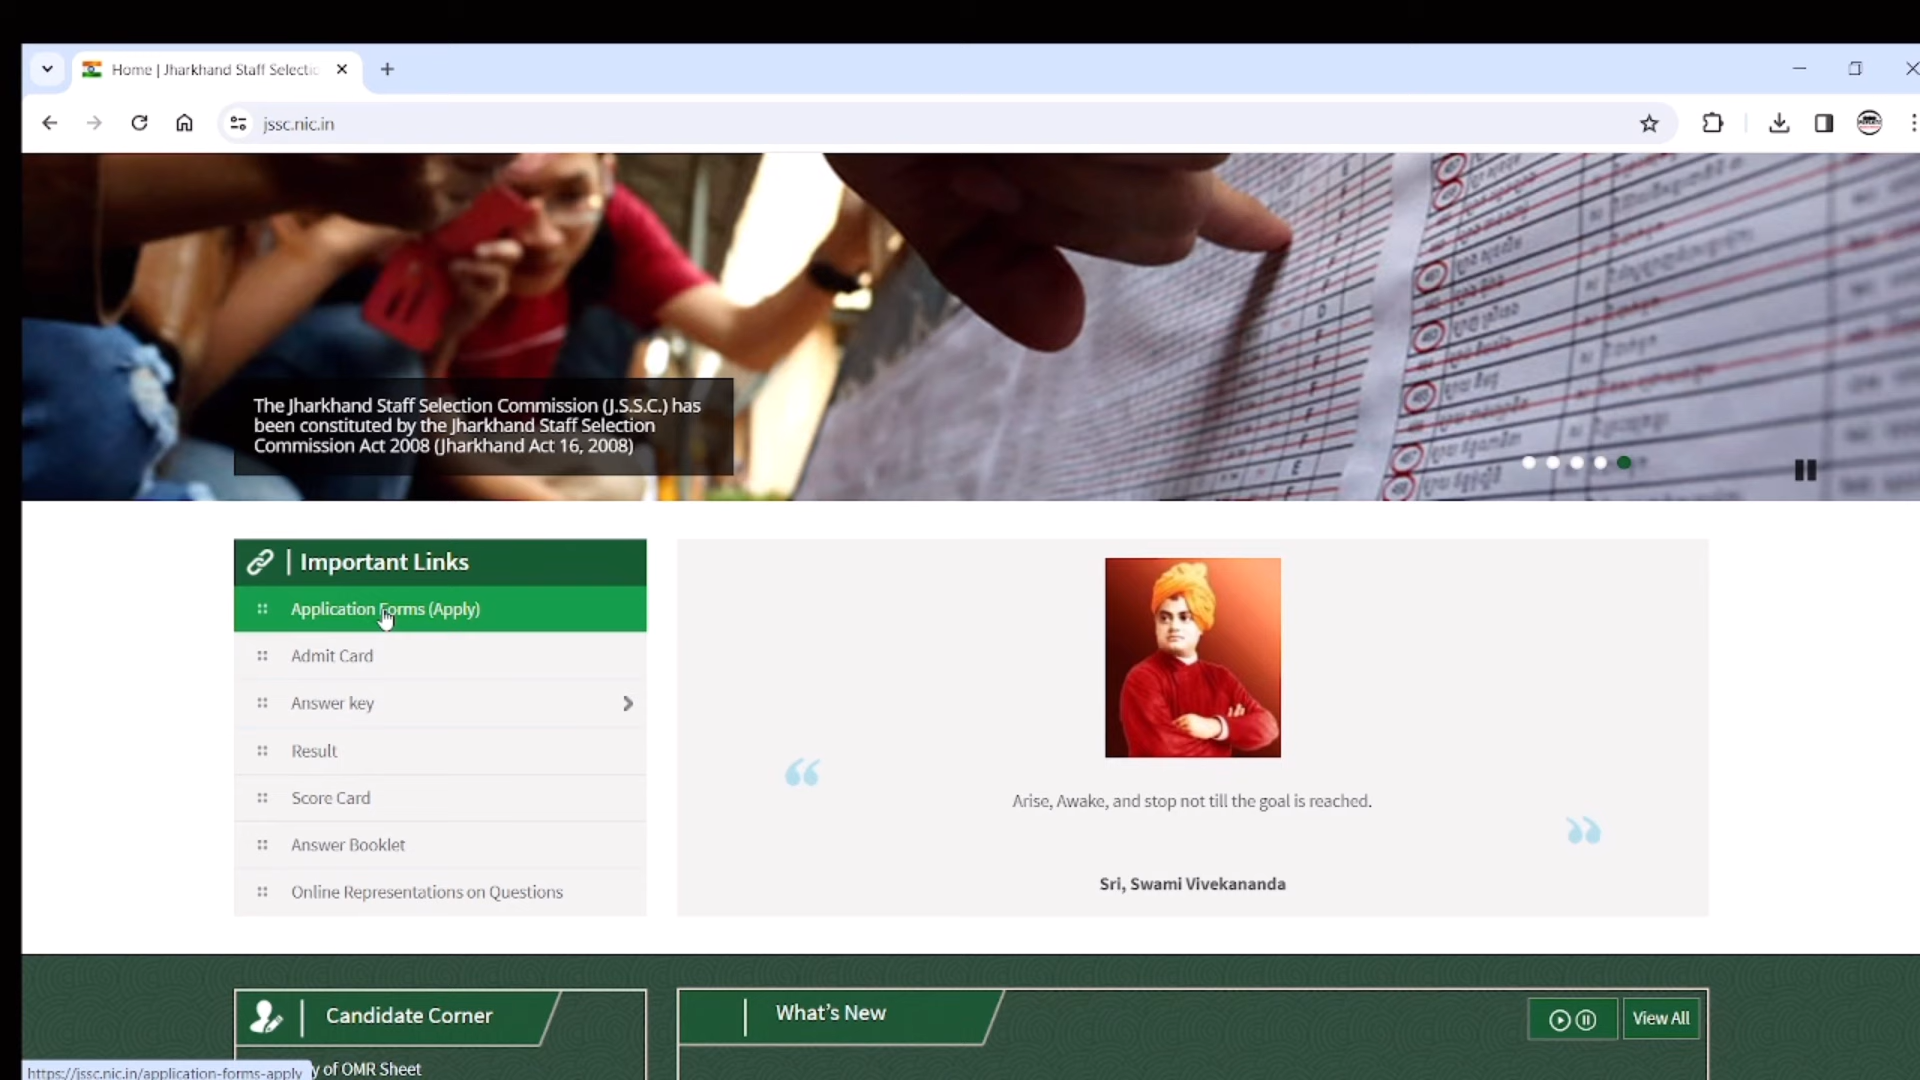 Home | Jharkhand Staff Selectic
jssc.nic.in
The Jharkhand Staff Selection Commission (J.S.S.C.) has
been constituted by the Jharkhand Staff Selection
Commission Act 2008 (Jharkhand Act 16, 2008)
| Important Links
Application Forms (Apply)
Admit Card
Answer key
Result
Score Card
Answer Booklet
Online Representations on Questions
“
Arise, Awake, and stop not till the goal is reached.
”
Sri, Swami Vivekananda
Candidate Corner
What's New
View All
y of OMR Sheet
https://jssc.nic.in/application-forms-apply